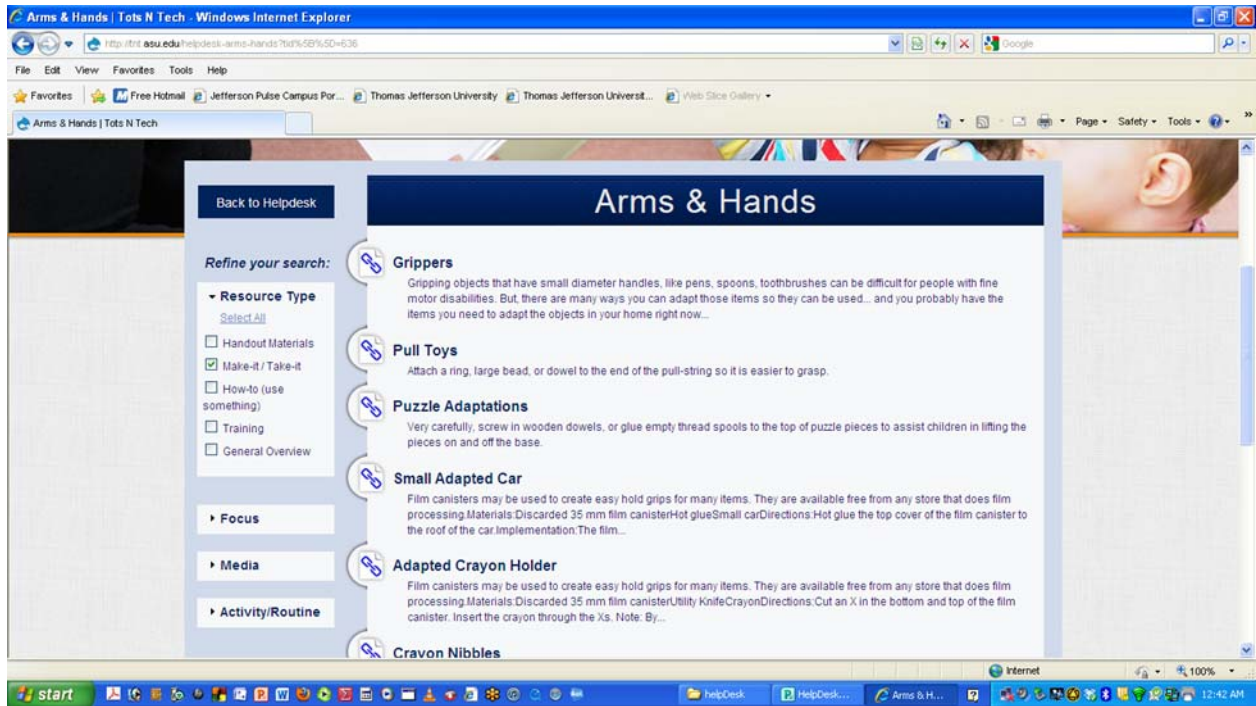 Arms & Hands | Tots N Tech - Windows Internet Explorer
http://tnt.asu.edu/helpdesk-arms-hands?tid%5B%5D=636
Google
File Edit View Favorites Tools Help
Favorites Free Hotmail Jefferson Pulse Campus Por... Thomas Jefferson University Thomas Jefferson Universit... Web Slice Gallery
Arms & Hands | Tots N Tech
Page Safety Tools
Back to Helpdesk
Arms & Hands
Refine your search:
Resource Type
Select All
Handout Materials
Make-it / Take-it
How-to (use
something)
Training
General Overview
Focus
Media
Activity/Routine
Grippers
Gripping objects that have small diameter handles, like pens, spoons, toothbrushes can be difficult for people with fine
motor disabilities. But, there are many ways you can adapt those items so they can be used... and you probably have the
items you need to adapt the objects in your home right now...
Pull Toys
Attach a ring, large bead, or dowel to the end of the pull-string so it is easier to grasp.
Puzzle Adaptations
Very carefully, screw in wooden dowels, or glue empty thread spools to the top of puzzle pieces to assist children in lifting the
pieces on and off the base.
Small Adapted Car
Film canisters may be used to create easy hold grips for many items. They are available free from any store that does film
processing.Materials:Discarded 35 mm film canisterHot glueSmall carDirections:Hot glue the top cover of the film canister to
the roof of the car.Implementation:The film...
Adapted Crayon Holder
Film canisters may be used to create easy hold grips for many items. They are available free from any store that does film
processing.Materials:Discarded 35 mm film canisterUtility KnifeCrayonDirections:Cut an X in the bottom and top of the film
canister. Insert the crayon through the Xs. Note: By...
Crayon Nibbles
Internet
100%
start
helpDesk
HelpDesk...
Arms & H...
12:42 AM